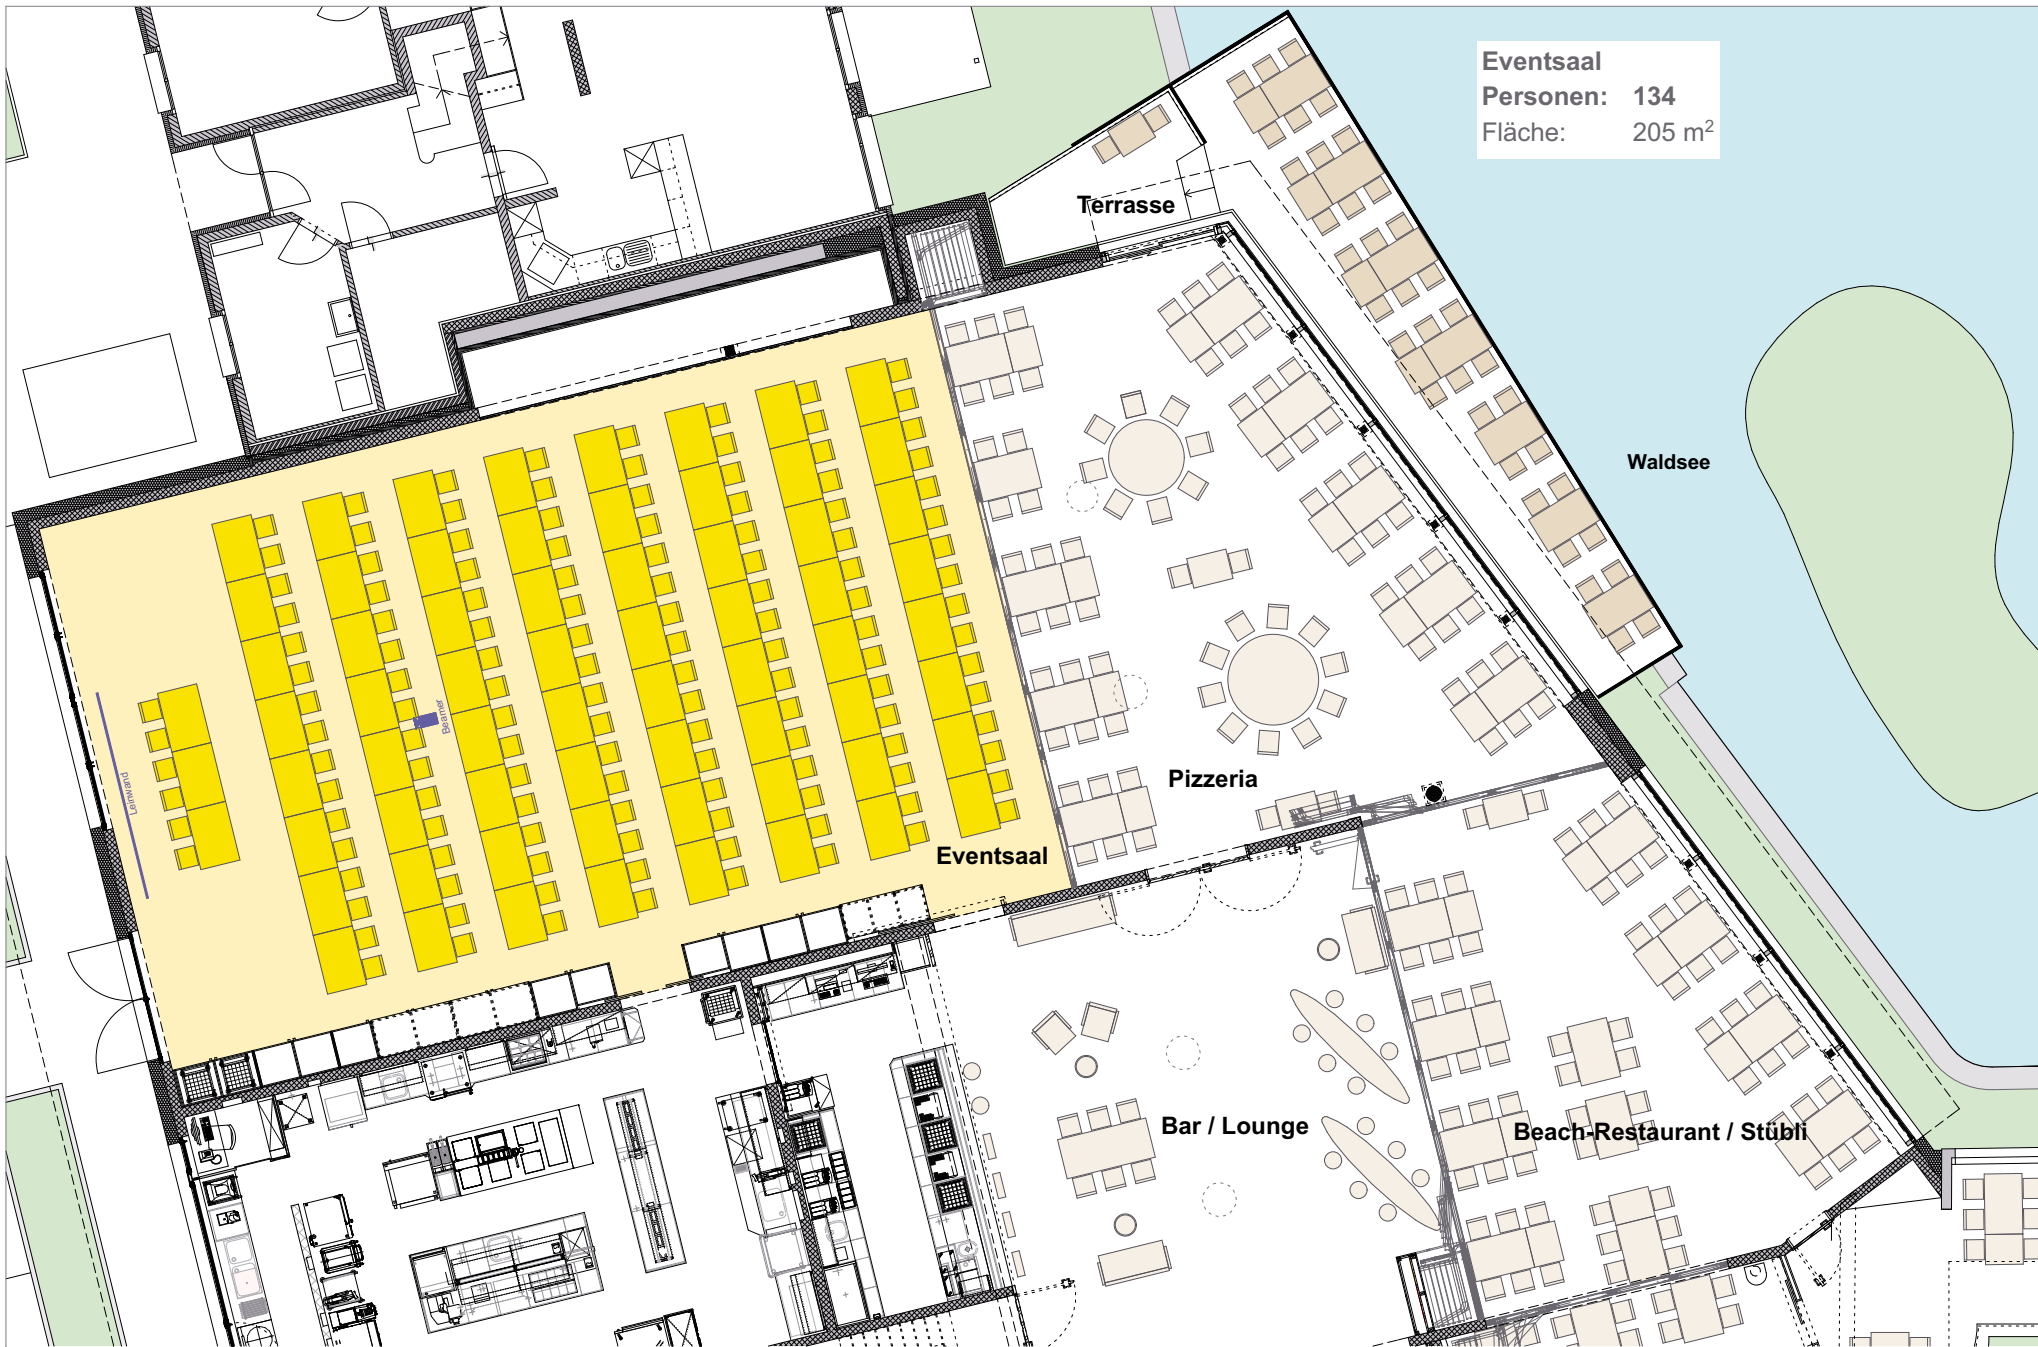 Eventsaal
Personen: 134
Fläche: 205 m²
Terrasse
Waldsee
Beamer
Leinwand
Pizzeria
Eventsaal
Bar / Lounge
Beach-Restaurant / Stübli